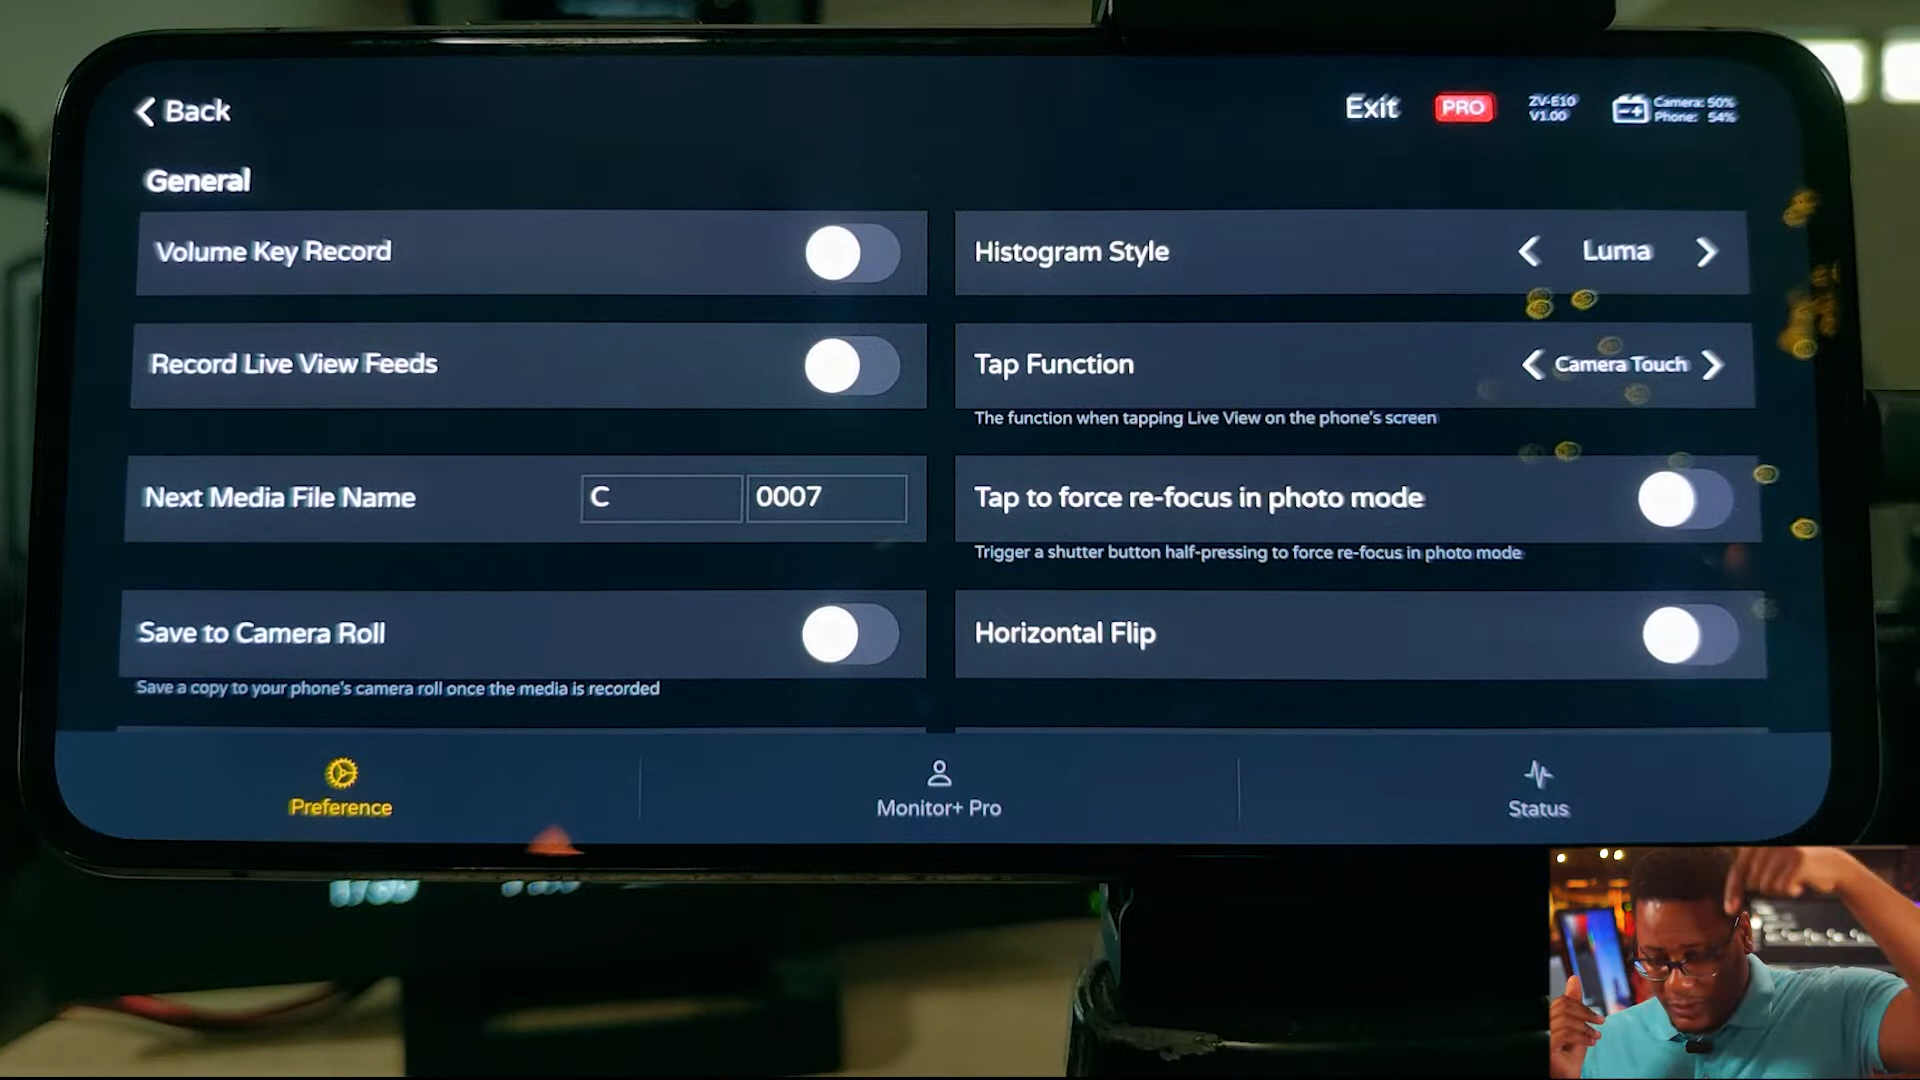 Back
Exit
PRO
ZV-E10
V1.00
Camera: 50%
Phone: 54%
General
Volume Key Record
Histogram Style
Luma
Record Live View Feeds
Tap Function
Camera Touch
The function when tapping Live View on the phone's screen
Next Media File Name
C
0007
Tap to force re-focus in photo mode
Trigger a shutter button half-pressing to force re-focus in photo mode
Save to Camera Roll
Horizontal Flip
Save a copy to your phone's camera roll once the media is recorded
Preference
Monitor+ Pro
Status